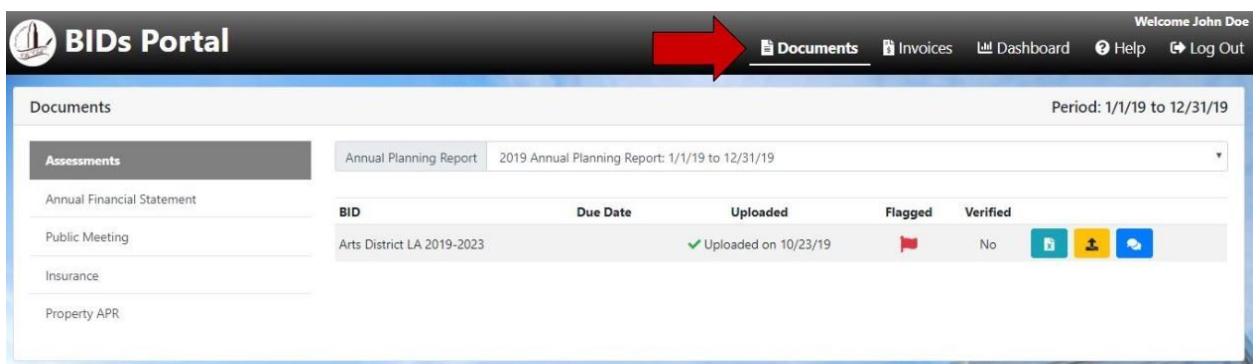 Welcome John Doe
BIDs Portal
Documents Invoices Dashboard Help Log Out
Documents Period: 1/1/19 to 12/31/19
Assessments
Annual Planning Report 2019 Annual Planning Report: 1/1/19 to 12/31/19
Annual Financial Statement
BID Due Date Uploaded Flagged Verified
Public Meeting
Arts District LA 2019-2023 Uploaded on 10/23/19 No
Insurance
Property APR